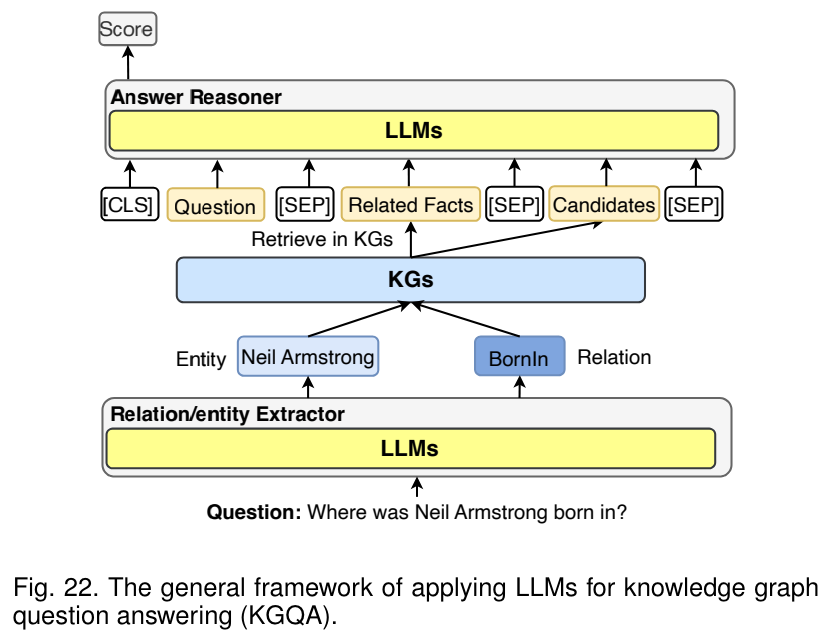 Score
Answer Reasoner
LLMs
[CLS] Question [SEP] Related Facts [SEP] Candidates [SEP]
Retrieve in KGs
KGs
Entity Neil Armstrong BornIn Relation
Relation/entity Extractor
LLMs
Question: Where was Neil Armstrong born in?
Fig. 22. The general framework of applying LLMs for knowledge graph
question answering (KGQA).